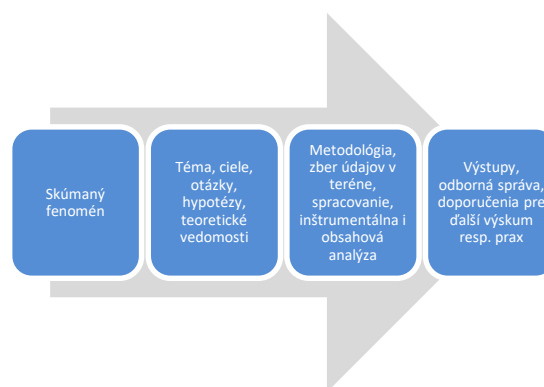 Skúmaný
fenomén
Téma, ciele,
otázky,
hypotézy,
teoretické
vedomosti
Metodológia,
zber údajov v
teréne,
spracovanie,
inštrumentálna i
obsahová
analýza
Výstupy,
odborná správa,
doporučenia pre
ďalší výskum
resp. prax